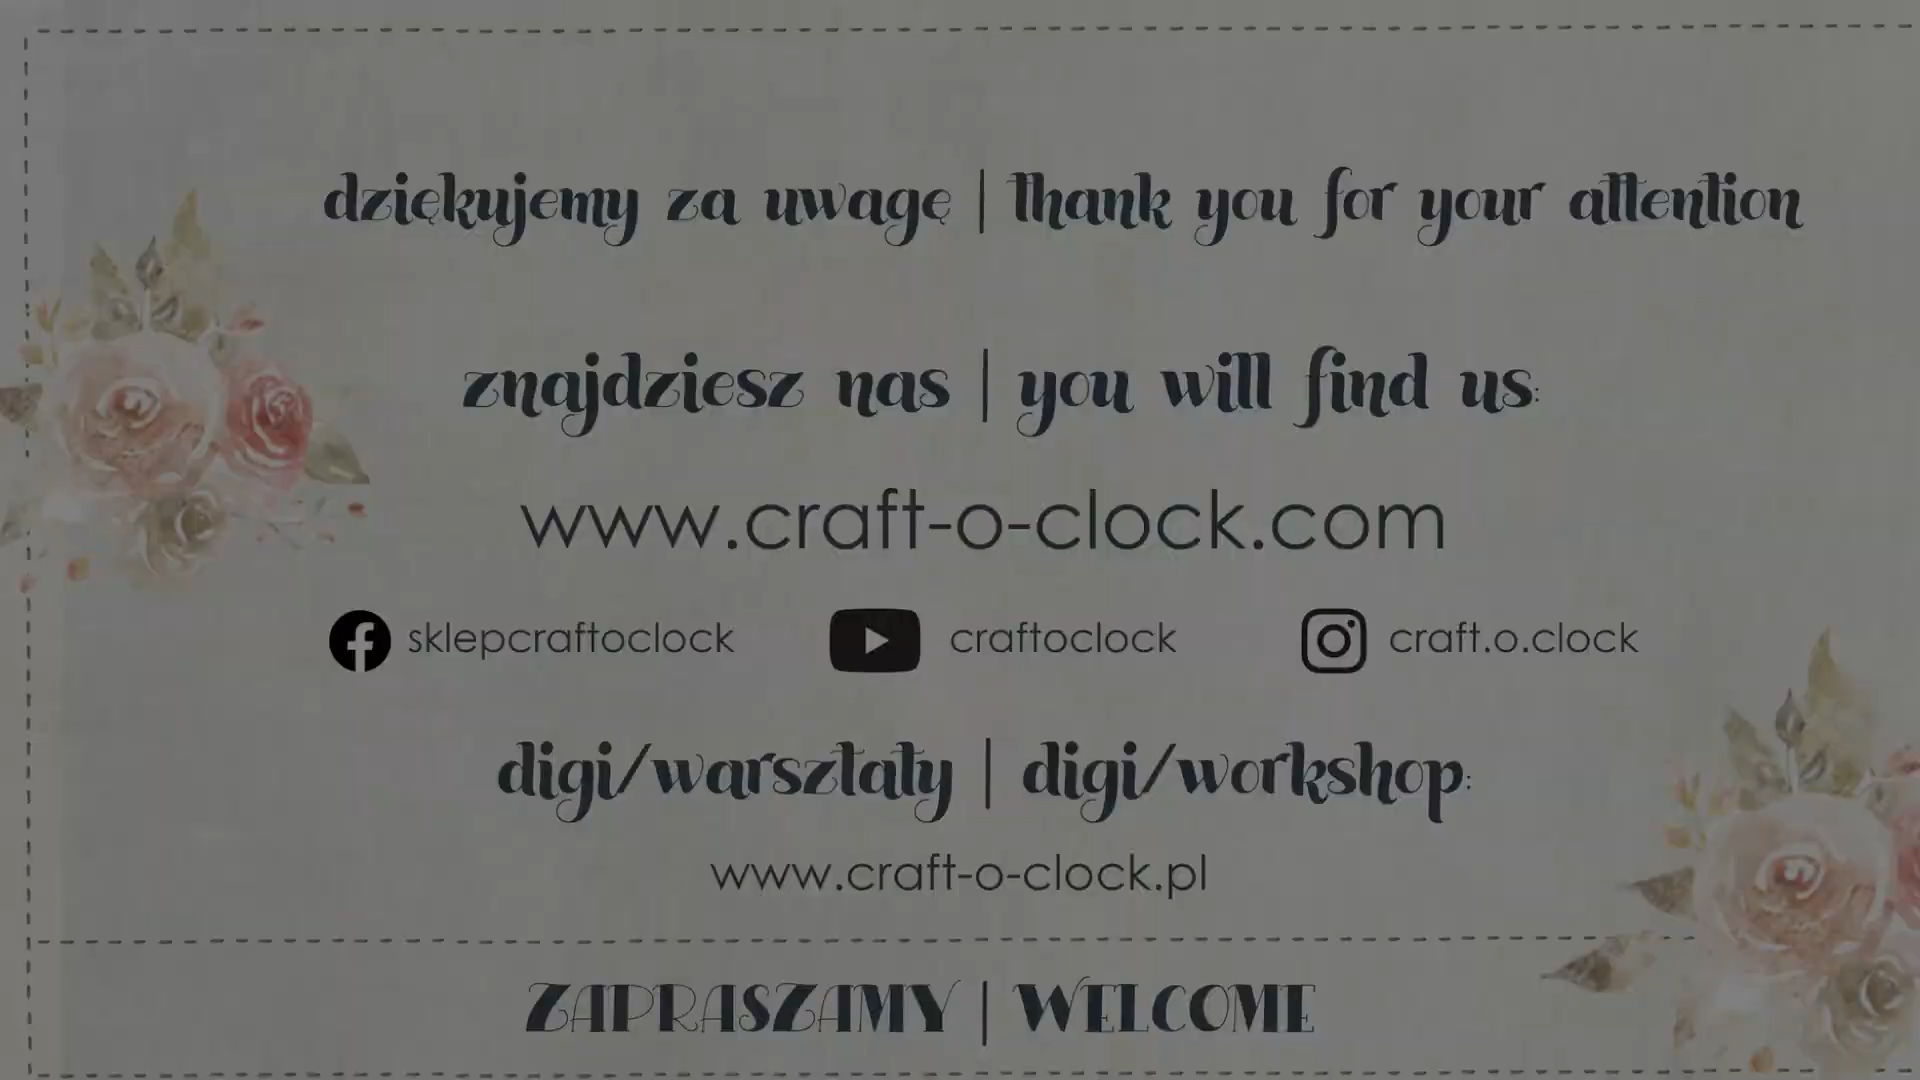 dziękujemy za uwagę | thank you for your attention
znajdziesz nas | you will find us:
www.craft-o-clock.com
sklepcraftoclock craftoclock craft.o.clock
digi/warsztaty | digi/workshop:
www.craft-o-clock.pl
ZAPRASZAMY | WELCOME